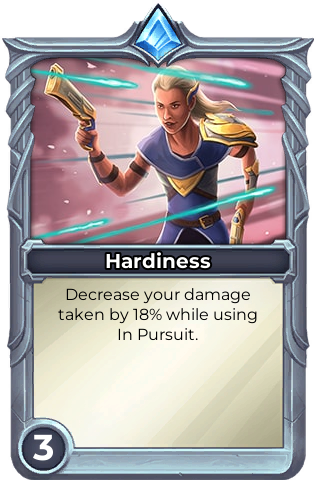 Hardiness
Decrease your damage
taken by 18% while using
In Pursuit.
3